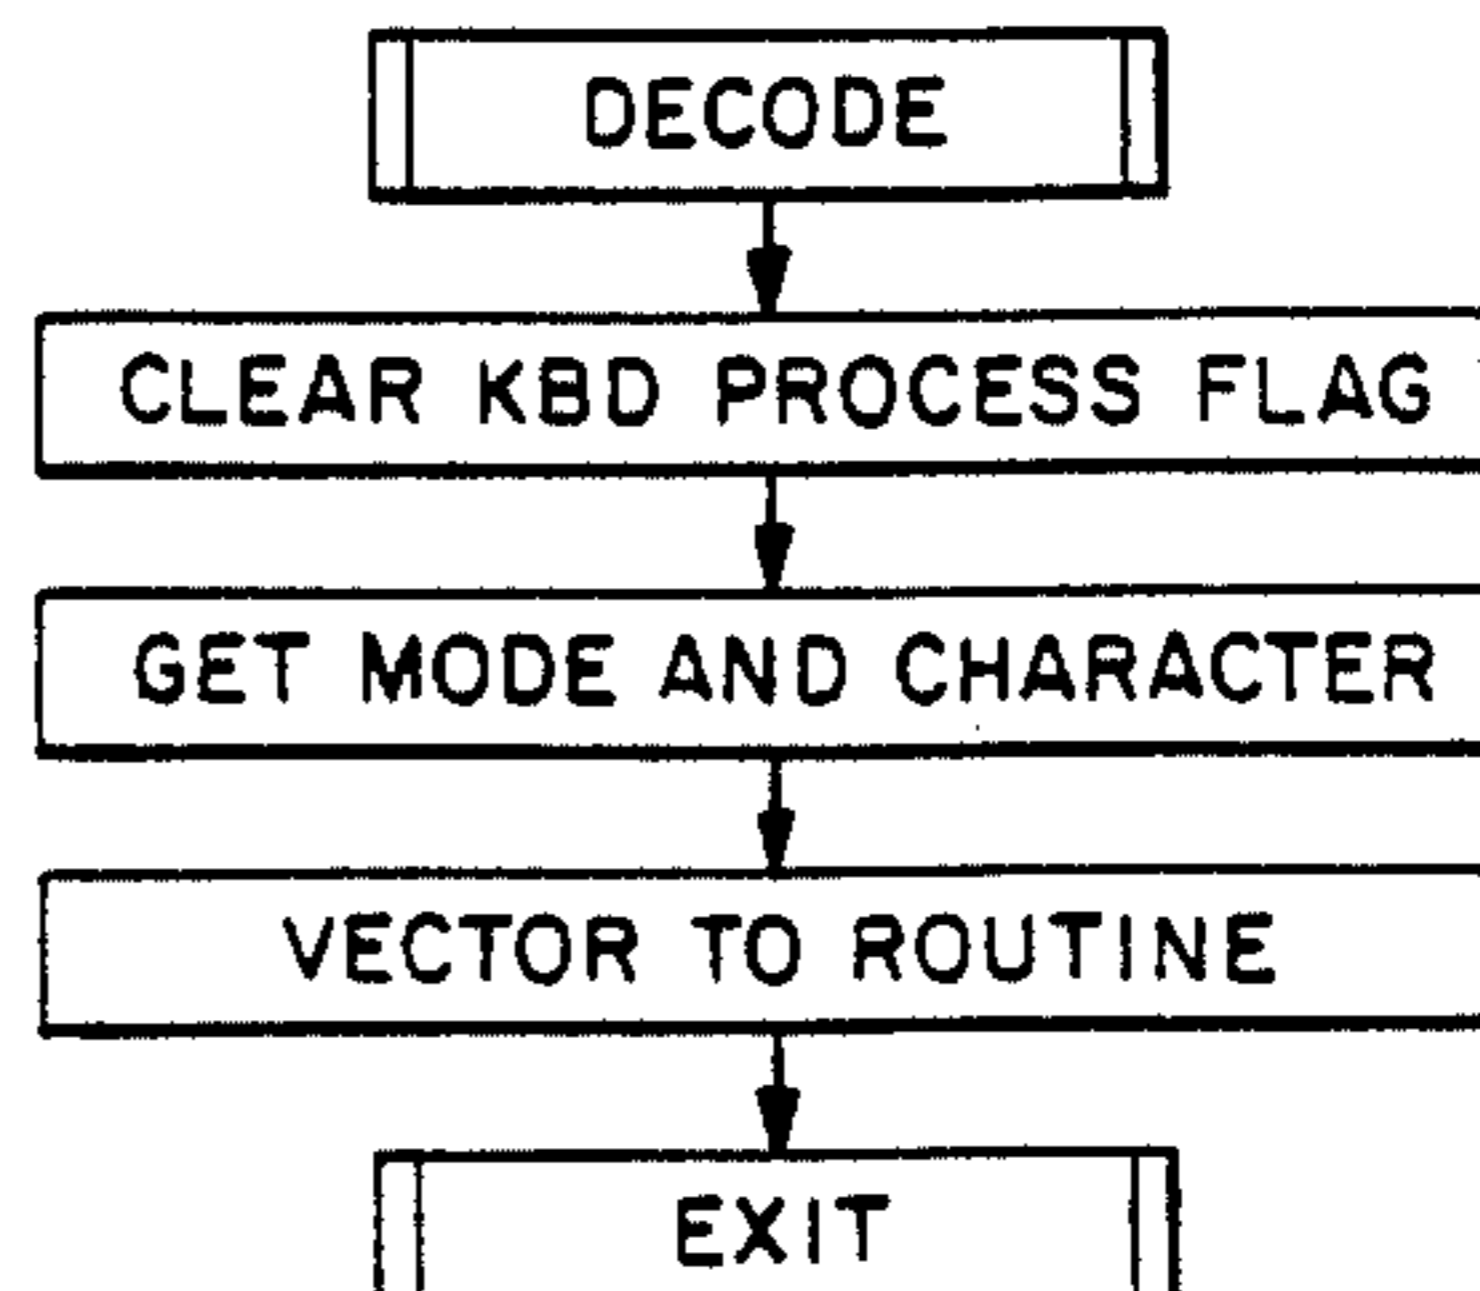 DECODE
CLEAR KBD PROCESS FLAG
GET MODE AND CHARACTER
VECTOR TO ROUTINE
EXIT